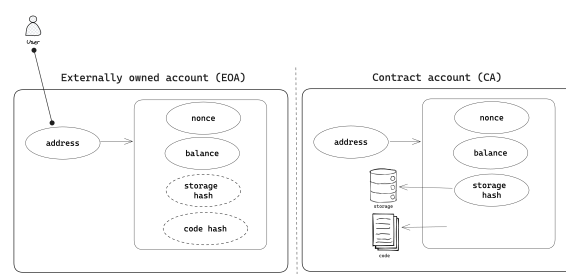 User
Externally owned account (EOA)
Contract account (CA)
address
nonce
balance
storage
hash
code hash
address
nonce
balance
storage
hash
storage
code